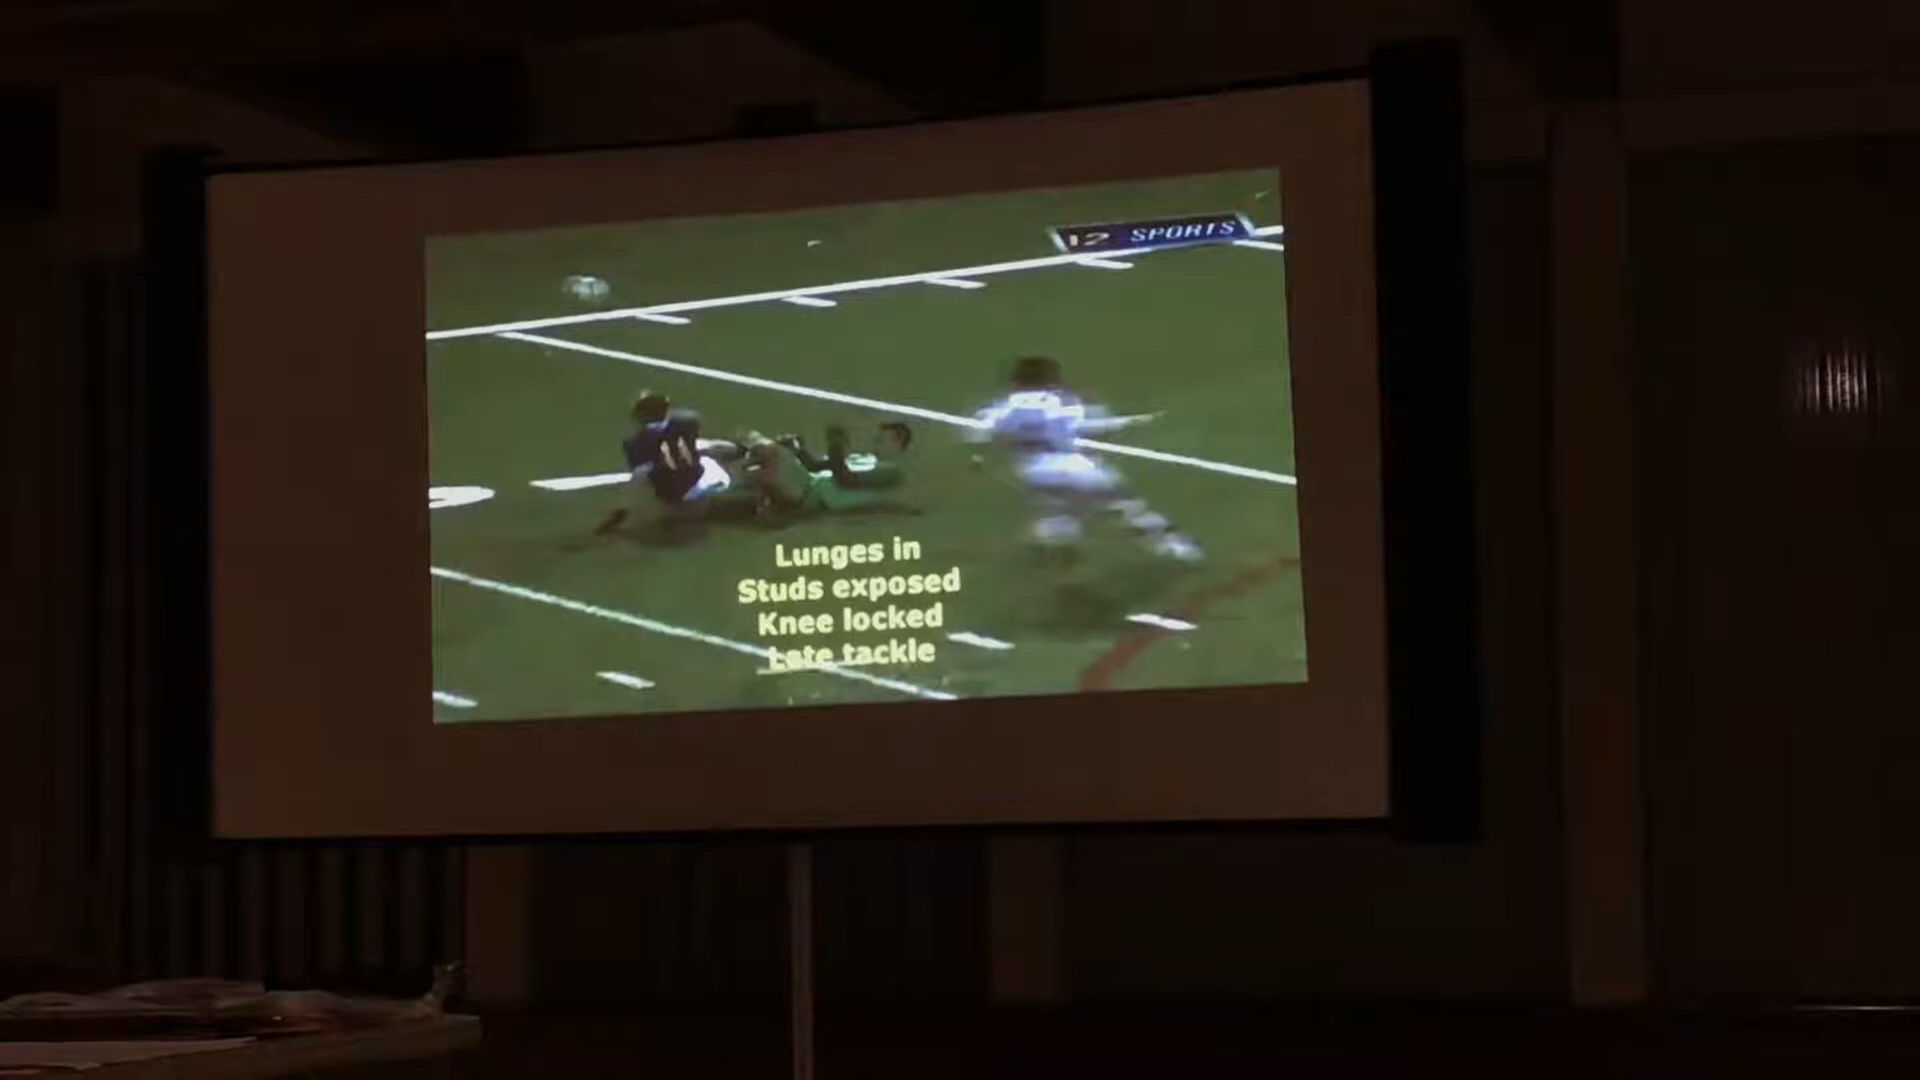 12 SPORTS
11
Lunges in
Studs exposed
Knee locked
Late tackle